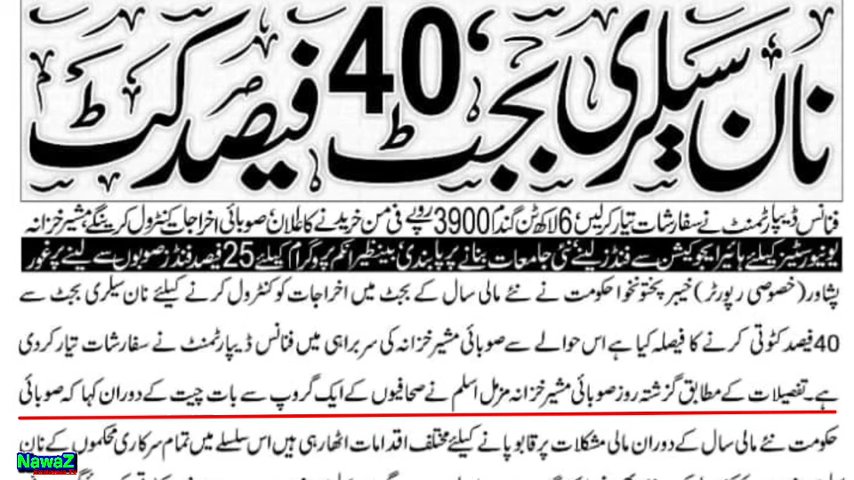 نان سیلری بجٹ، 40 فیصد کٹ
فنانس ڈیپارٹمنٹ نے سفارشات تیار کرلیں، 6 لاکھ ٹن گندم 3900 روپے فی من خریدنے کا اعلان، صوبائی اخراجات کنٹرول کرینگے، مشیر خزانہ
یونیورسٹیز کیلئے ہائیر ایجوکیشن سے فنڈز لینے، نئی جامعات بنانے پر پابندی، بینظیر انکم پروگرام کیلئے 25 فیصد فنڈز صوبوں سے لینے پر غور
پشاور (خصوصی رپورٹر) خیبر پختونخوا حکومت نے نئے مالی سال کے بجٹ میں اخراجات کو کنٹرول کرنے کیلئے نان سیلری بجٹ سے
40 فیصد کٹوتی کرنے کا فیصلہ کیا ہے اس حوالے سے صوبائی مشیر خزانہ کی سربراہی میں فنانس ڈیپارٹمنٹ نے سفارشات تیار کردی
ہے۔ تفصیلات کے مطابق گزشتہ روز صوبائی مشیر خزانہ مزمل اسلم نے صحافیوں کے ایک گروپ سے بات چیت کے دوران کہا کہ صوبائی
حکومت نئے مالی سال کے دوران مالی مشکلات پر قابو پانے کیلئے مختلف اقدامات اٹھا رہی ہیں اس سلسلے میں تمام سرکاری محکموں کے نان
NawaZ